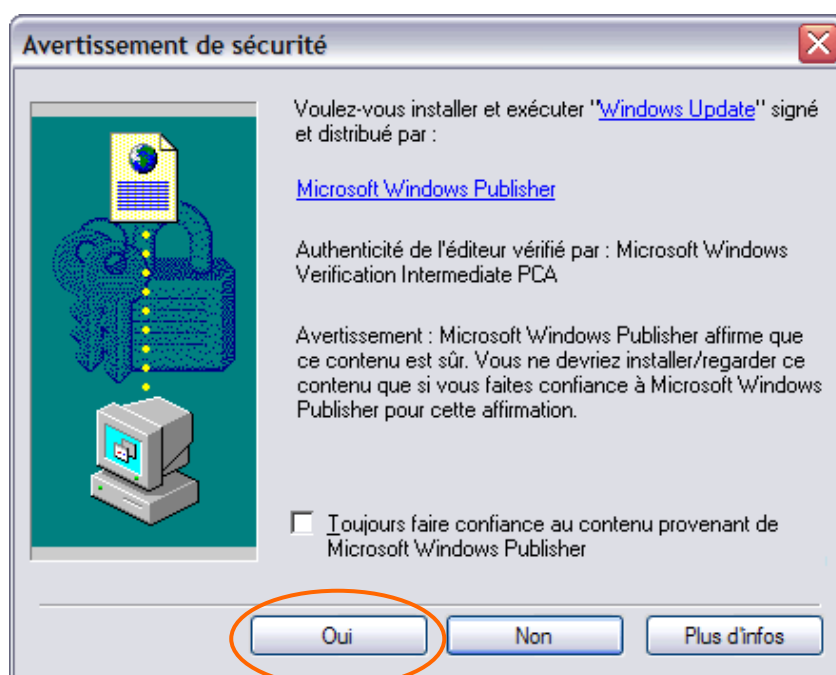 Avertissement de sécurité
Voulez-vous installer et exécuter "Windows Update" signé
et distribué par :
Microsoft Windows Publisher
Authenticité de l'éditeur vérifié par : Microsoft Windows
Verification Intermediate PCA
Avertissement : Microsoft Windows Publisher affirme que
ce contenu est sûr. Vous ne devriez installer/regarder ce
contenu que si vous faites confiance à Microsoft Windows
Publisher pour cette affirmation.
Toujours faire confiance au contenu provenant de
Microsoft Windows Publisher
Oui Non Plus d'infos